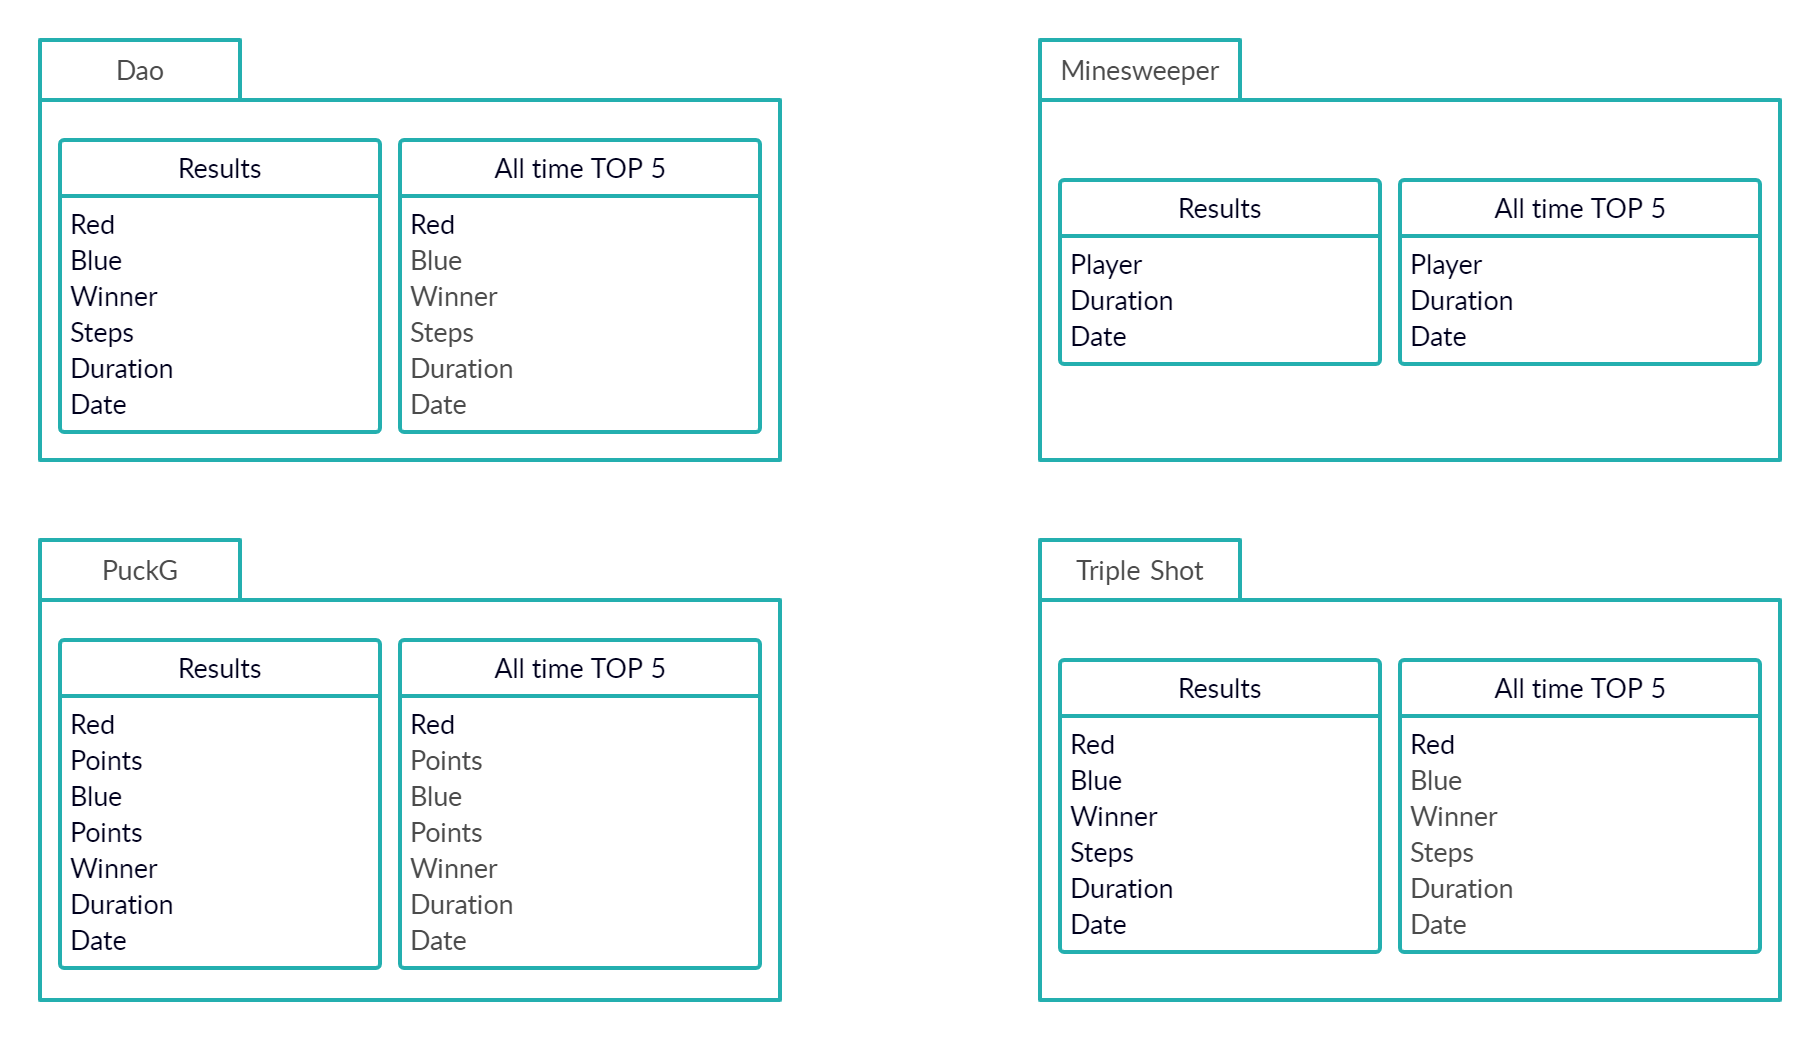 Dao
Results
Red
Blue
Winner
Steps
Duration
Date
All time TOP 5
Red
Blue
Winner
Steps
Duration
Date
Minesweeper
Results
Player
Duration
Date
All time TOP 5
Player
Duration
Date
PuckG
Results
Red
Points
Blue
Points
Winner
Duration
Date
All time TOP 5
Red
Points
Blue
Points
Winner
Duration
Date
Triple Shot
Results
Red
Blue
Winner
Steps
Duration
Date
All time TOP 5
Red
Blue
Winner
Steps
Duration
Date